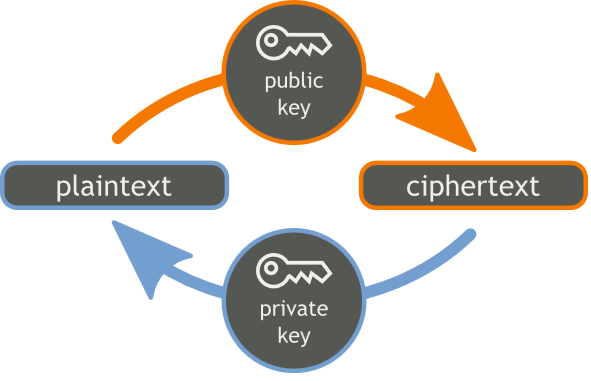 public
key
plaintext
ciphertext
private
key